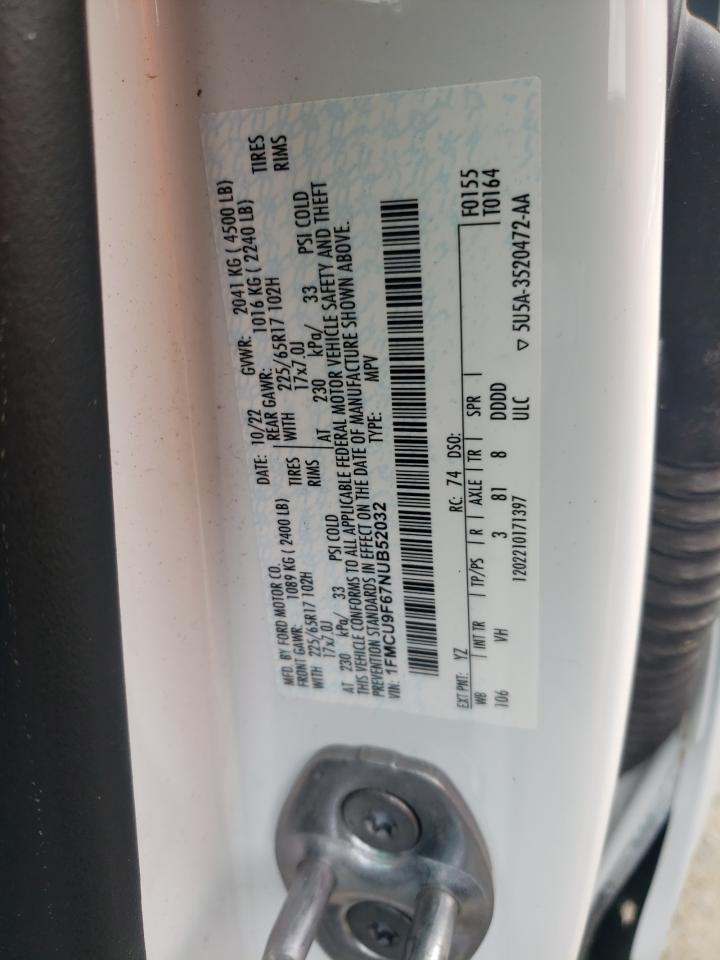 MFD. BY FORD MOTOR CO. DATE: 10/22 GVWR: 2041 KG ( 4500 LB)
FRONT GAWR: 1089 KG ( 2400 LB) REAR GAWR: 1016 KG ( 2240 LB)
WITH 225/65R17 102H TIRES WITH 225/65R17 102H TIRES
17x7.0J RIMS 17x7.0J RIMS
AT 230 kPa/ 33 PSI COLD AT 230 kPa/ 33 PSI COLD
THIS VEHICLE CONFORMS TO ALL APPLICABLE FEDERAL MOTOR VEHICLE SAFETY AND THEFT
PREVENTION STANDARDS IN EFFECT ON THE DATE OF MANUFACTURE SHOWN ABOVE.
VIN: 1FMCU9F67NUB52032 TYPE: MPV
EXT PNT: YZ RC: 74 DSO: F0155
WB INT TR TP/PS R AXLE TR SPR T0164
106 VH 3 81 8 DDDD
1202210171397 ULC ▽ 5U5A-3520472-AA